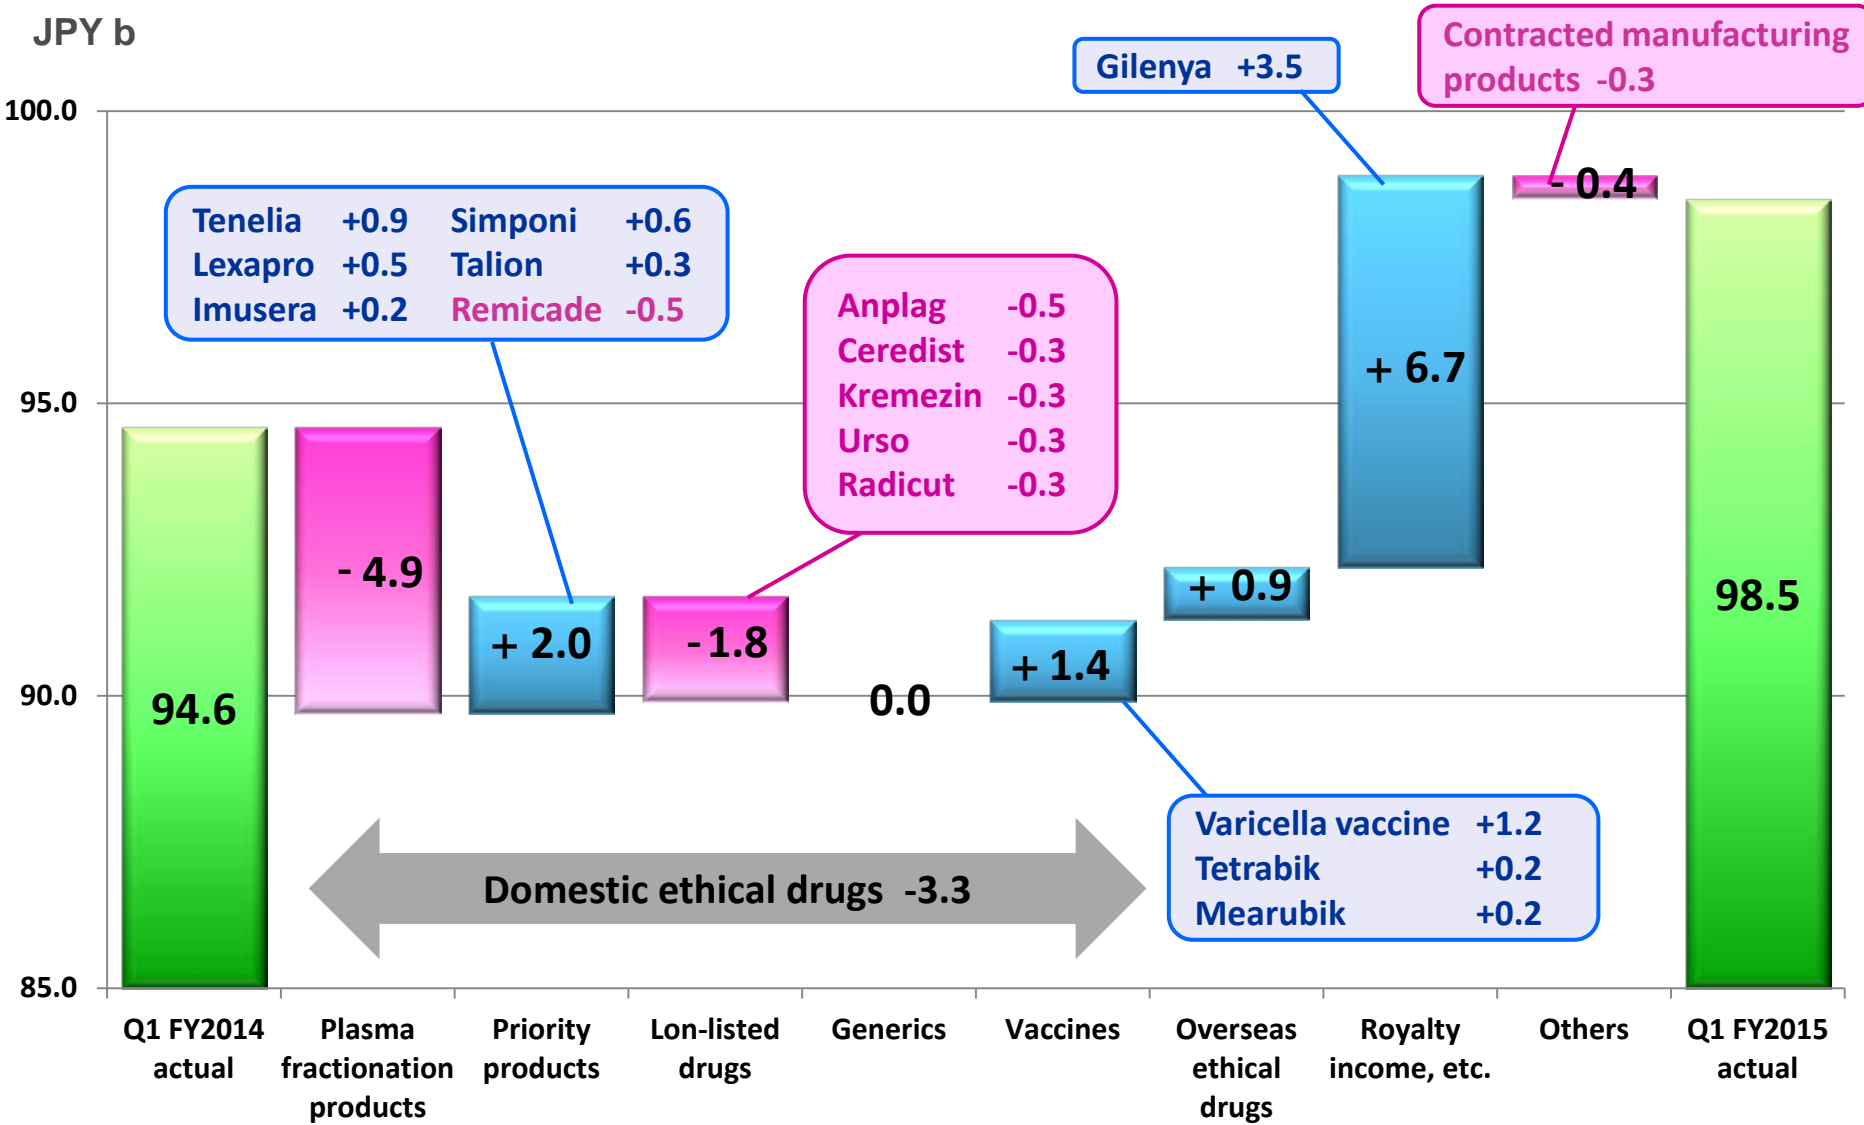 JPY b
Gilenya +3.5
Contracted manufacturing
products -0.3
100.0
95.0
90.0
85.0
Tenelia +0.9 Simponi +0.6
Lexapro +0.5 Talion +0.3
Imusera +0.2 Remicade -0.5
Anplag -0.5
Ceredist -0.3
Kremezin -0.3
Urso -0.3
Radicut -0.3
94.6
- 4.9
+ 2.0
- 1.8
0.0
+ 1.4
+ 0.9
+ 6.7
- 0.4
98.5
Varicella vaccine +1.2
Tetrabik +0.2
Mearubik +0.2
Domestic ethical drugs -3.3
Q1 FY2014
actual
Plasma
fractionation
products
Priority
products
Lon-listed
drugs
Generics
Vaccines
Overseas
ethical
drugs
Royalty
income, etc.
Others
Q1 FY2015
actual